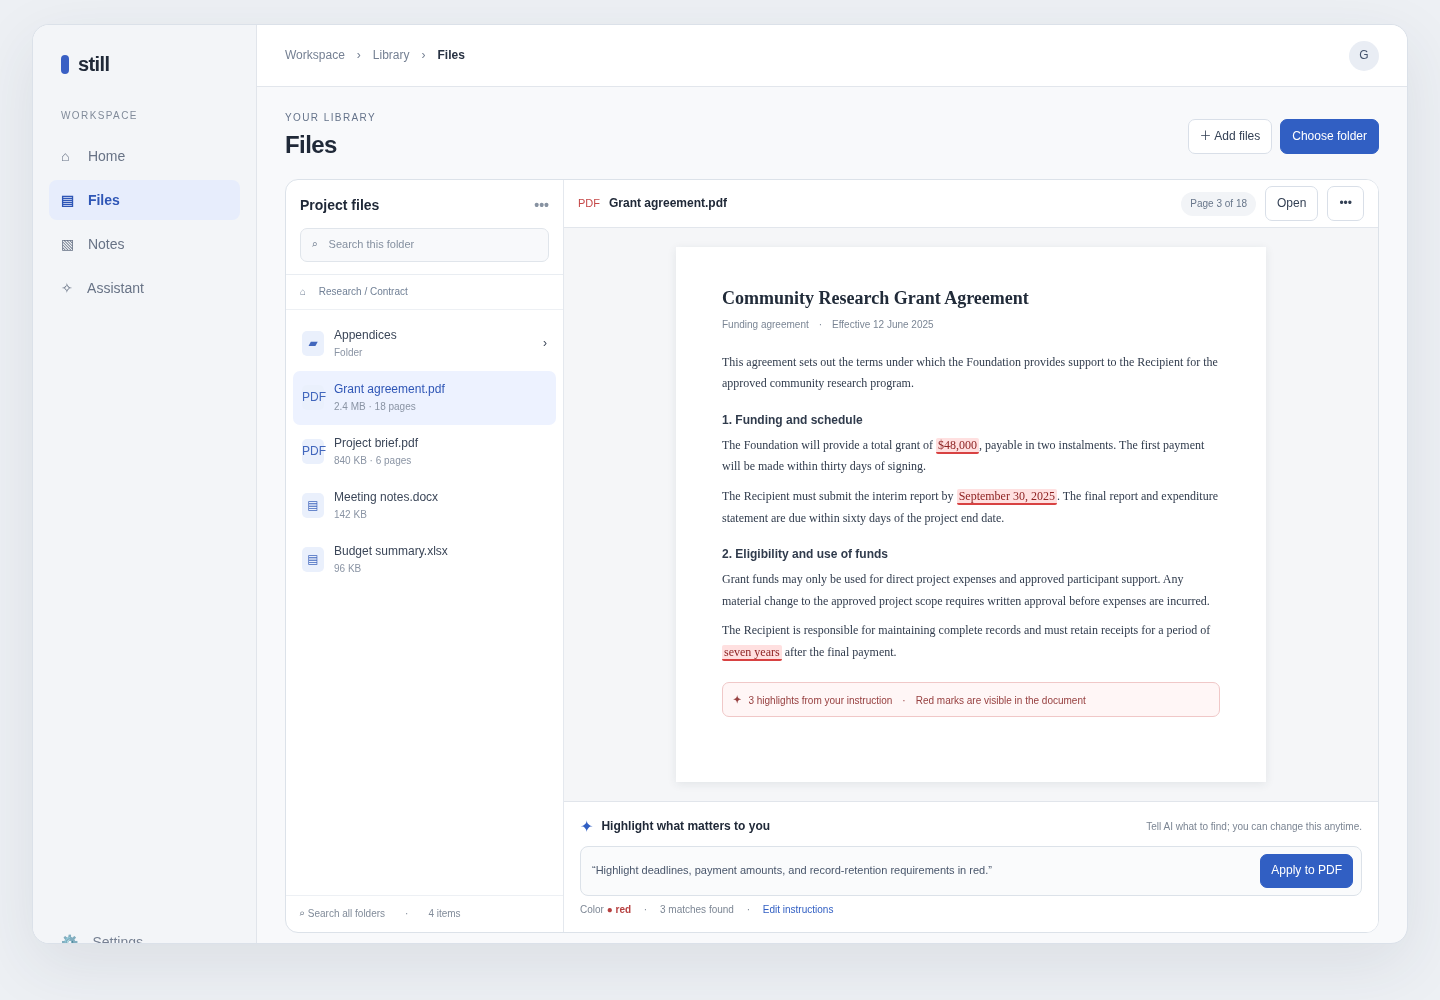 still
WORKSPACE
Home
Files
Notes
Assistant
Settings
Workspace › Library › Files
G
YOUR LIBRARY
Files
+ Add files
Choose folder
Project files
•••
Search this folder
Research / Contract
Appendices
Folder
›
PDF Grant agreement.pdf
2.4 MB · 18 pages
PDF Project brief.pdf
840 KB · 6 pages
Meeting notes.docx
142 KB
Budget summary.xlsx
96 KB
Search all folders · 4 items
PDF Grant agreement.pdf
Page 3 of 18
Open
•••
Community Research Grant Agreement
Funding agreement · Effective 12 June 2025
This agreement sets out the terms under which the Foundation provides support to the Recipient for the
approved community research program.
1. Funding and schedule
The Foundation will provide a total grant of $48,000, payable in two instalments. The first payment
will be made within thirty days of signing.
The Recipient must submit the interim report by September 30, 2025. The final report and expenditure
statement are due within sixty days of the project end date.
2. Eligibility and use of funds
Grant funds may only be used for direct project expenses and approved participant support. Any
material change to the approved project scope requires written approval before expenses are incurred.
The Recipient is responsible for maintaining complete records and must retain receipts for a period of
seven years after the final payment.
✦ 3 highlights from your instruction · Red marks are visible in the document
✦ Highlight what matters to you
Tell AI what to find; you can change this anytime.
“Highlight deadlines, payment amounts, and record-retention requirements in red.”
Apply to PDF
Color ● red · 3 matches found · Edit instructions